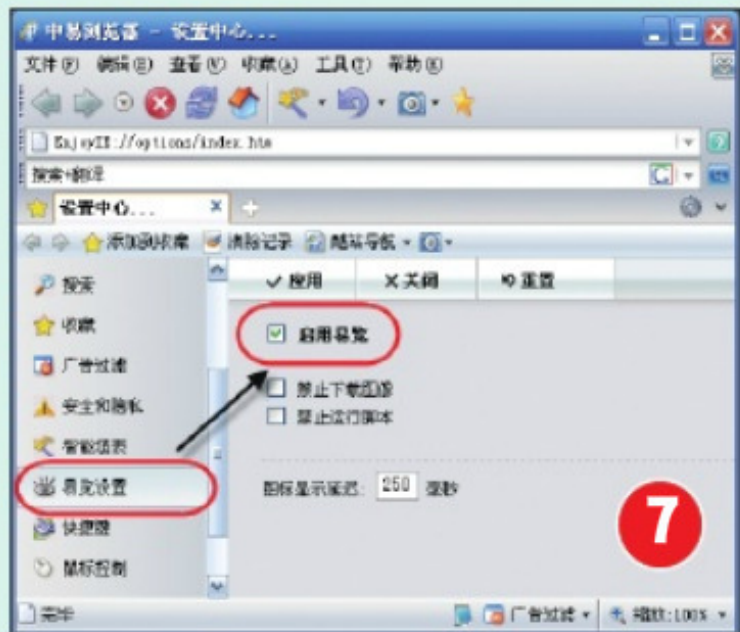 中易浏览器 - 设置中心...
文件(F) 编辑(E) 查看(V) 收藏(A) 工具(T) 帮助(H)
EnjoyIE://options/index.htm
搜索+翻译
设置中心...
添加到收藏 清除记录 酷站导航
搜索
收藏
广告过滤
安全和隐私
智能填表
易览设置
快捷键
鼠标控制
应用 关闭 重置
启用易览
禁止下载图像
禁止运行脚本
图标显示延迟: 250 毫秒
7
完毕 广告过滤 缩放:100%